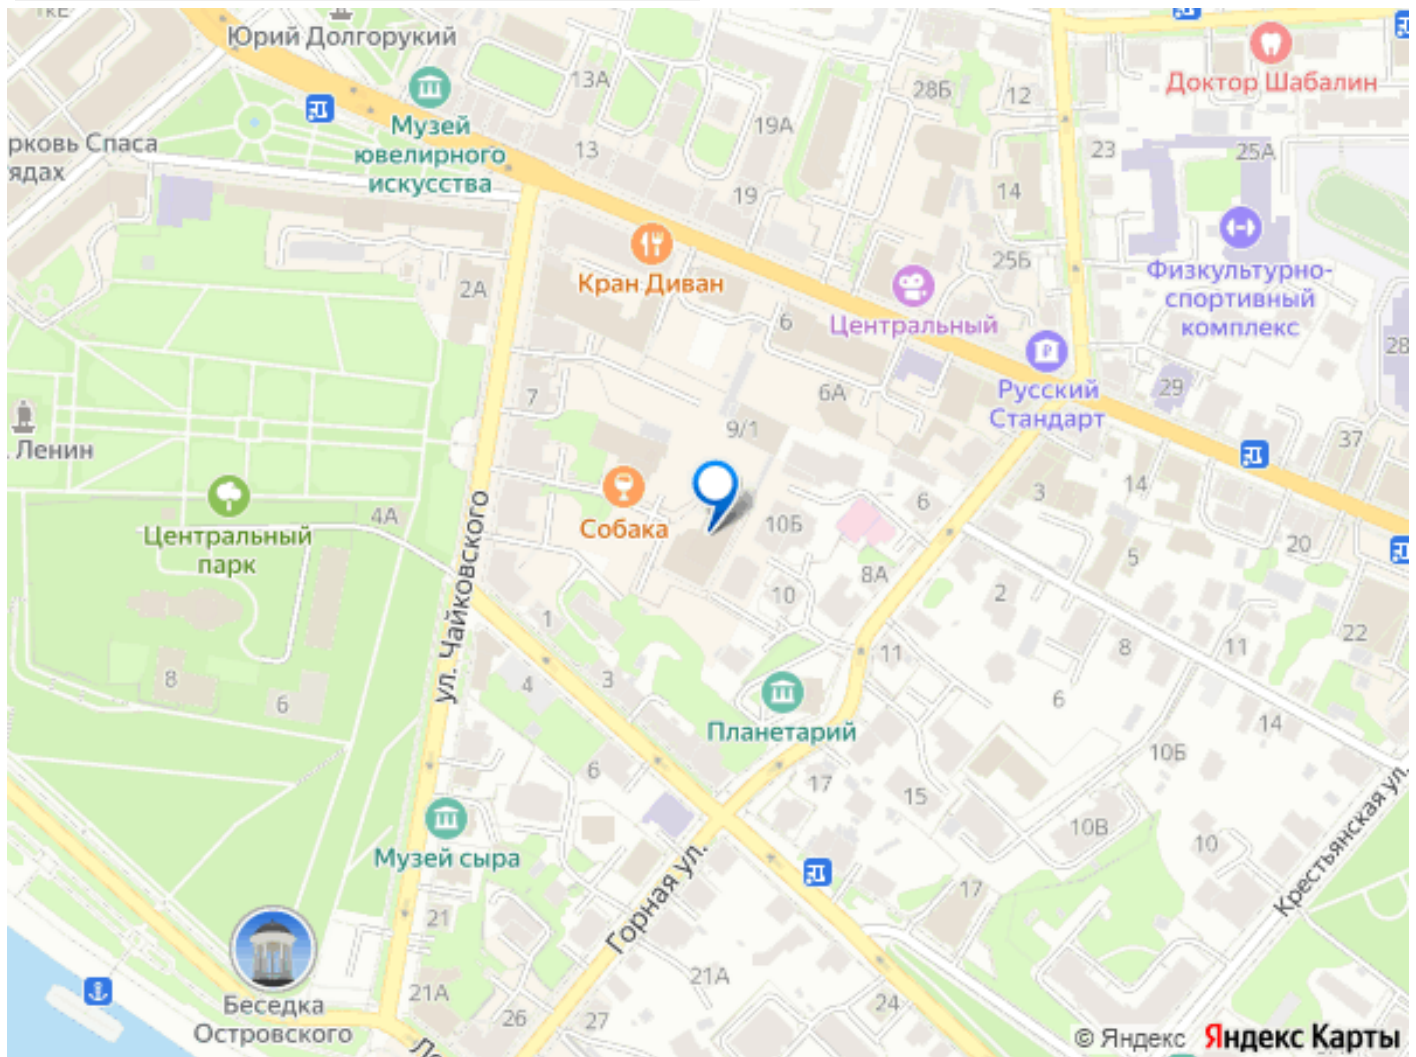 Юрий Долгорукий
Доктор Шабалин
13А
28Б
12
Музей
ювелирного
искусства
19А
рковь Спаса
ядах
13
23
25А
14
19
25Б
Физкультурно-
спортивный
комплекс
Кран Диван
2А
Центральный
6
28
Русский
Стандарт
29
6А
7
9/1
37
Ленин
Собака
14
3
6
4А
10Б
Центральный
парк
20
5
8А
ул. Чайковского
10
2
1
22
8
11
11
3
4
8
6
6
Планетарий
14
10Б
6
17
15
Крестьянская ул.
10В
10
Музей сыра
Горная ул.
17
21
21А
21А
24
Беседка
Островского
26
27
© Яндекс Яндекс Карты